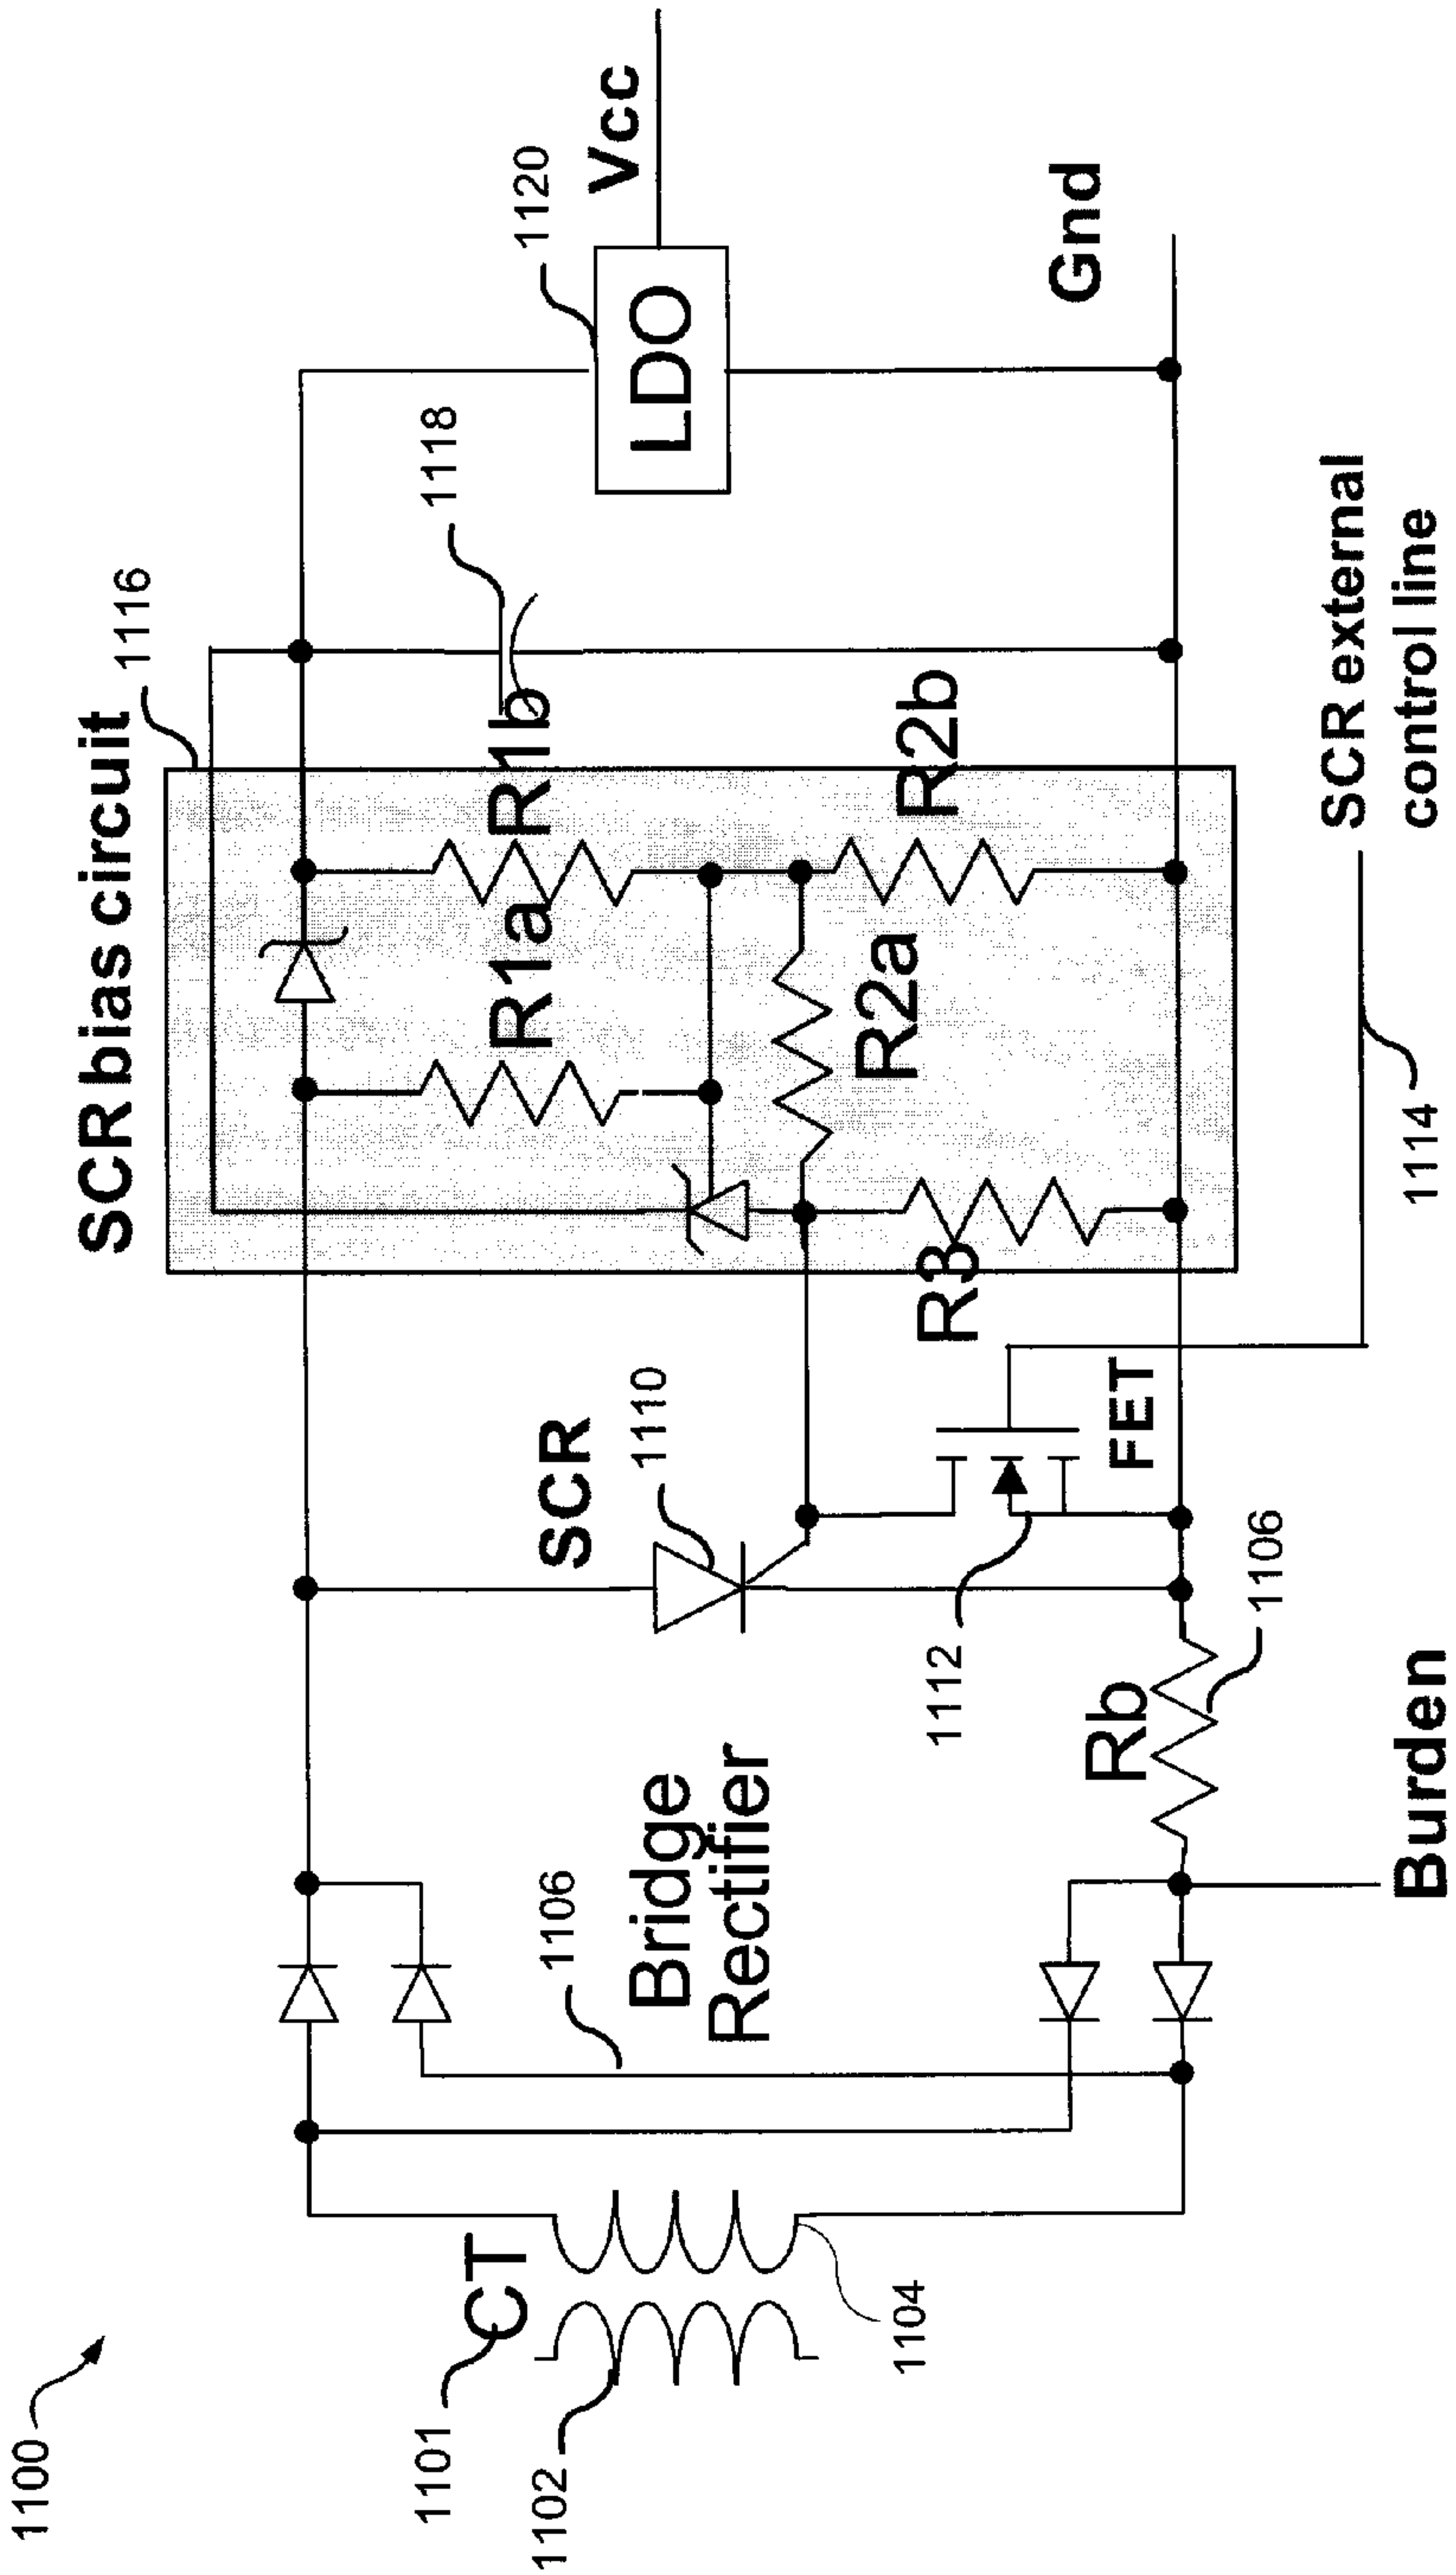 1100
1101
CT
1102
1104
1106
Bridge
Rectifier
Burden
Rb
1106
SCR
1110
1112
FET
SCR bias circuit
1116
R1a
R1b
R2a
R2b
R3
1118
1120
LDO
Vcc
Gnd
SCR external
control line
1114